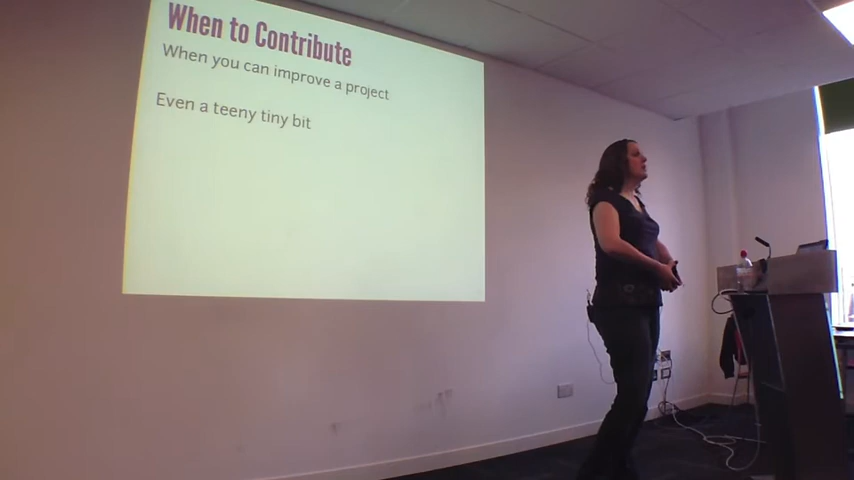 When to Contribute
When you can improve a project
Even a teeny tiny bit